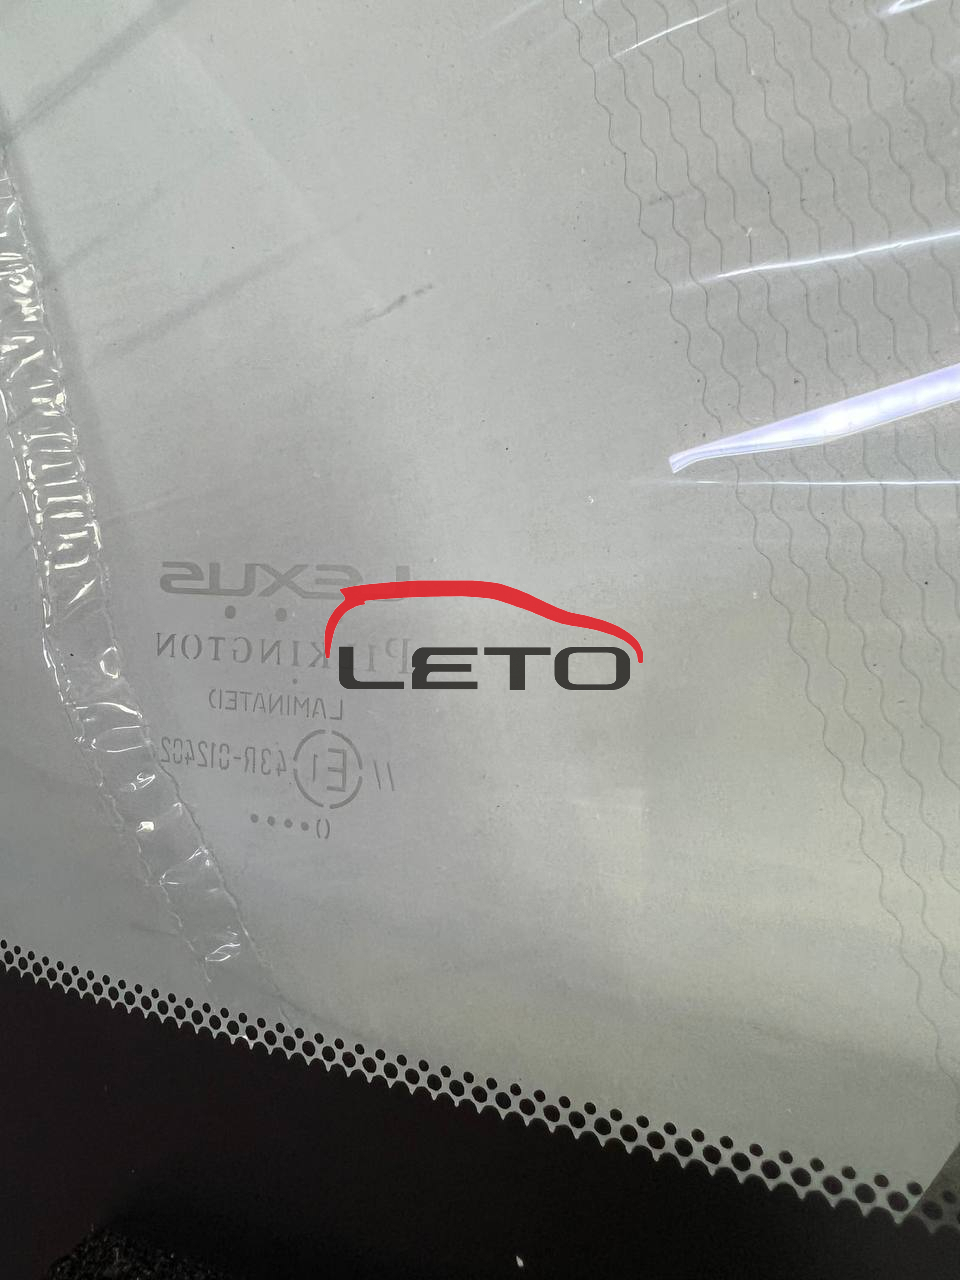 LEXUS
PILKINGTON
LETO
LAMINATED
// E1 43R-012402